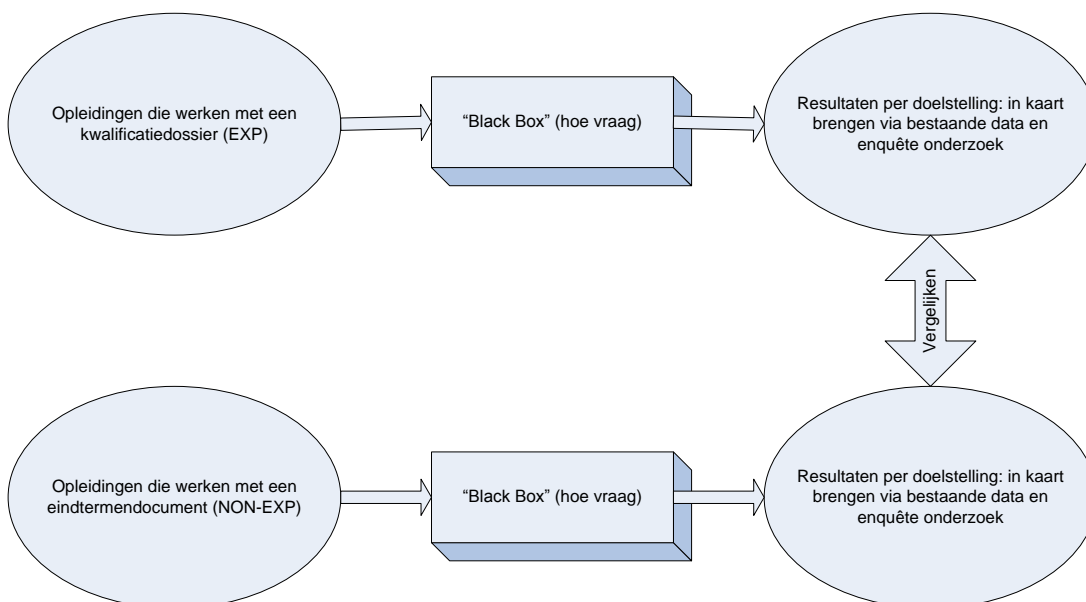 Opleidingen die werken met een
kwalificatiedossier (EXP)
“Black Box” (hoe vraag)
Resultaten per doelstelling: in kaart
brengen via bestaande data en
enquête onderzoek
Vergelijken
Opleidingen die werken met een
eindtermendocument (NON-EXP)
“Black Box” (hoe vraag)
Resultaten per doelstelling: in kaart
brengen via bestaande data en
enquête onderzoek